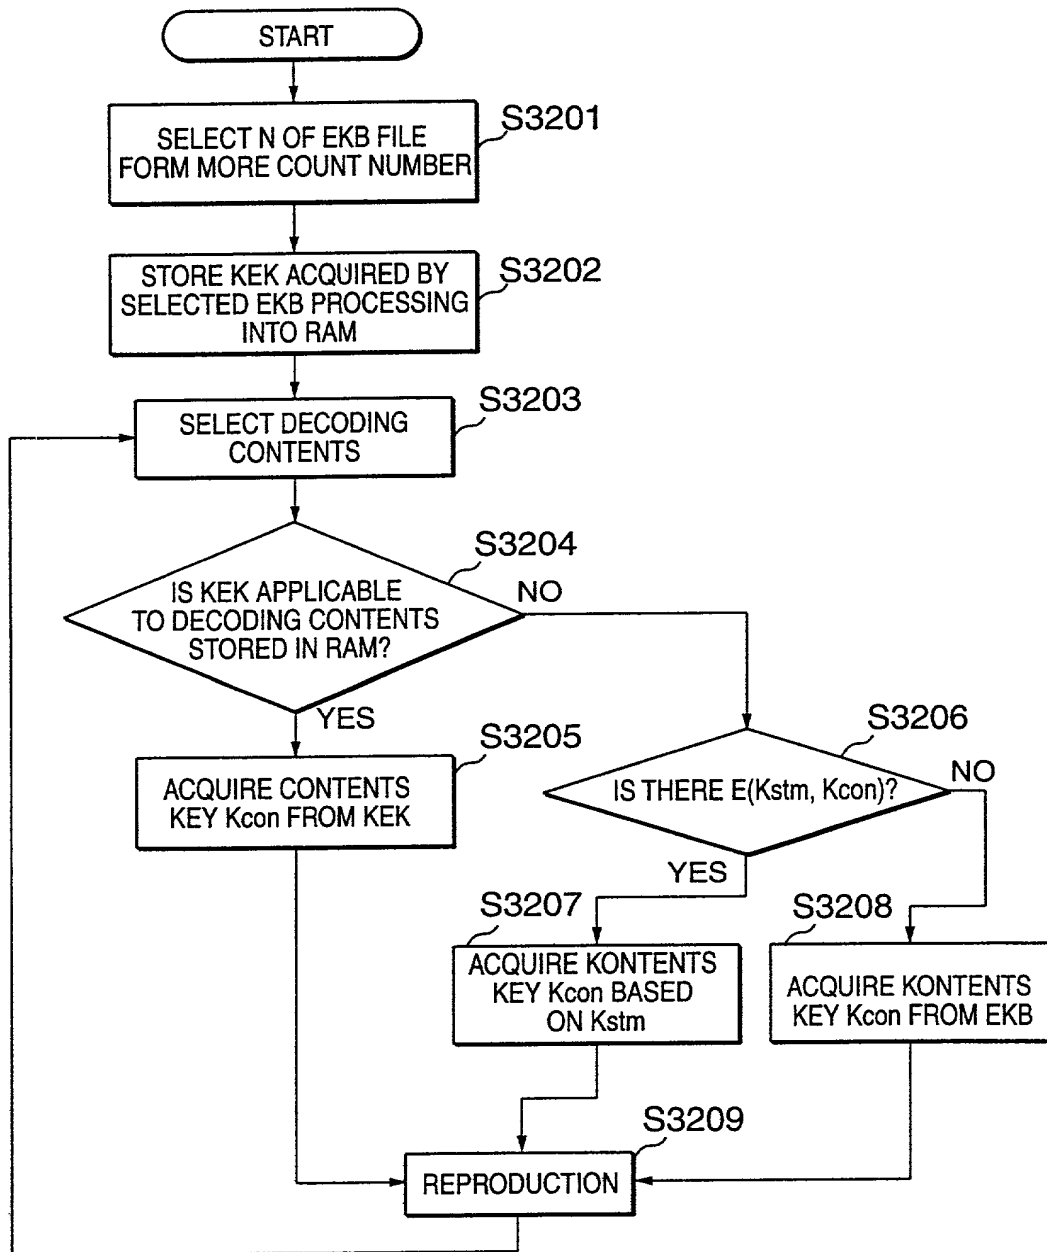 START
S3201
SELECT N OF EKB FILE
FORM MORE COUNT NUMBER
S3202
STORE KEK ACQUIRED BY
SELECTED EKB PROCESSING
INTO RAM
S3203
SELECT DECODING
CONTENTS
S3204
IS KEK APPLICABLE
TO DECODING CONTENTS
STORED IN RAM?
NO
YES
S3205
ACQUIRE CONTENTS
KEY Kcon FROM KEK
S3206
IS THERE E(Kstm, Kcon)?
NO
YES
S3207
ACQUIRE KONTENTS
KEY Kcon BASED
ON Kstm
S3208
ACQUIRE KONTENTS
KEY Kcon FROM EKB
S3209
REPRODUCTION